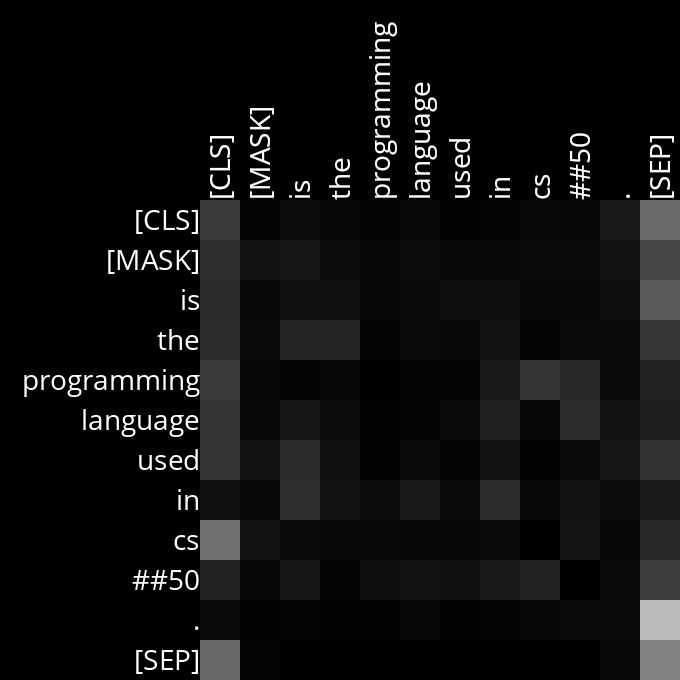 [CLS] [MASK] is the programming language used in cs ##50 . [SEP]
[CLS]
[MASK]
is
the
programming
language
used
in
cs
##50
.
[SEP]